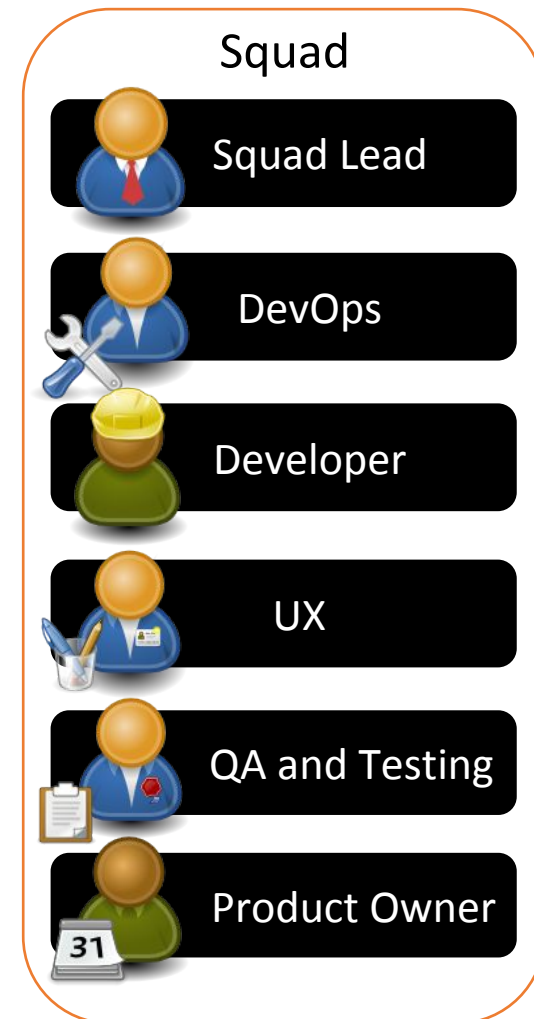 Squad
Squad Lead
DevOps
Developer
UX
QA and Testing
Product Owner
31